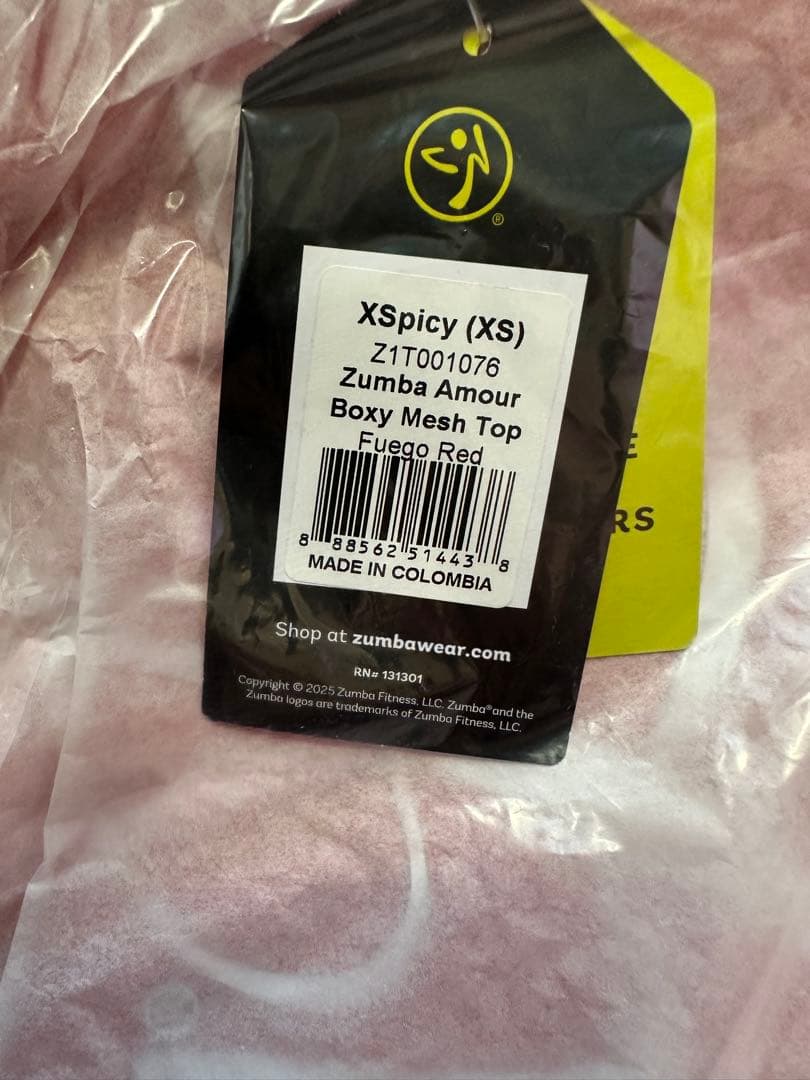 XSpicy (XS)
Z1T001076
Zumba Amour
Boxy Mesh Top
Fuego Red
8 88562 51443 8
MADE IN COLOMBIA
Shop at zumbawear.com
RN# 131301
Copyright © 2025 Zumba Fitness, LLC. Zumba® and the
Zumba logos are trademarks of Zumba Fitness, LLC.
®
E
RS